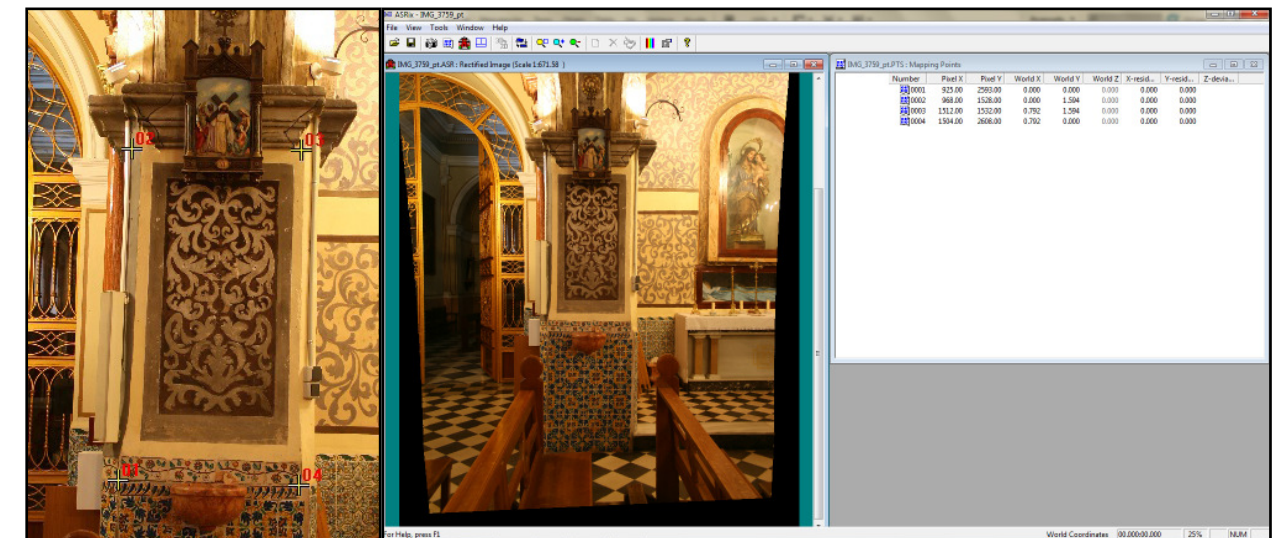 02
03
01
04
ASRix - IMG_3759_pt
File View Tools Window Help
IMG_3759_pt.ASR : Rectified Image (Scale 1:671.58 )
IMG_3759_pt.PTS : Mapping Points
Number Pixel X Pixel Y World X World Y World Z X-resid... Y-resid... Z-devia...
0001 925.00 2593.00 0.000 0.000 0.000 0.000 0.000
0002 968.00 1528.00 0.000 1.594 0.000 0.000 0.000
0003 1512.00 1532.00 0.792 1.594 0.000 0.000 0.000
0004 1504.00 2608.00 0.792 0.000 0.000 0.000 0.000
For Help, press F1
World Coordinates 00.000:00.000 25% NUM